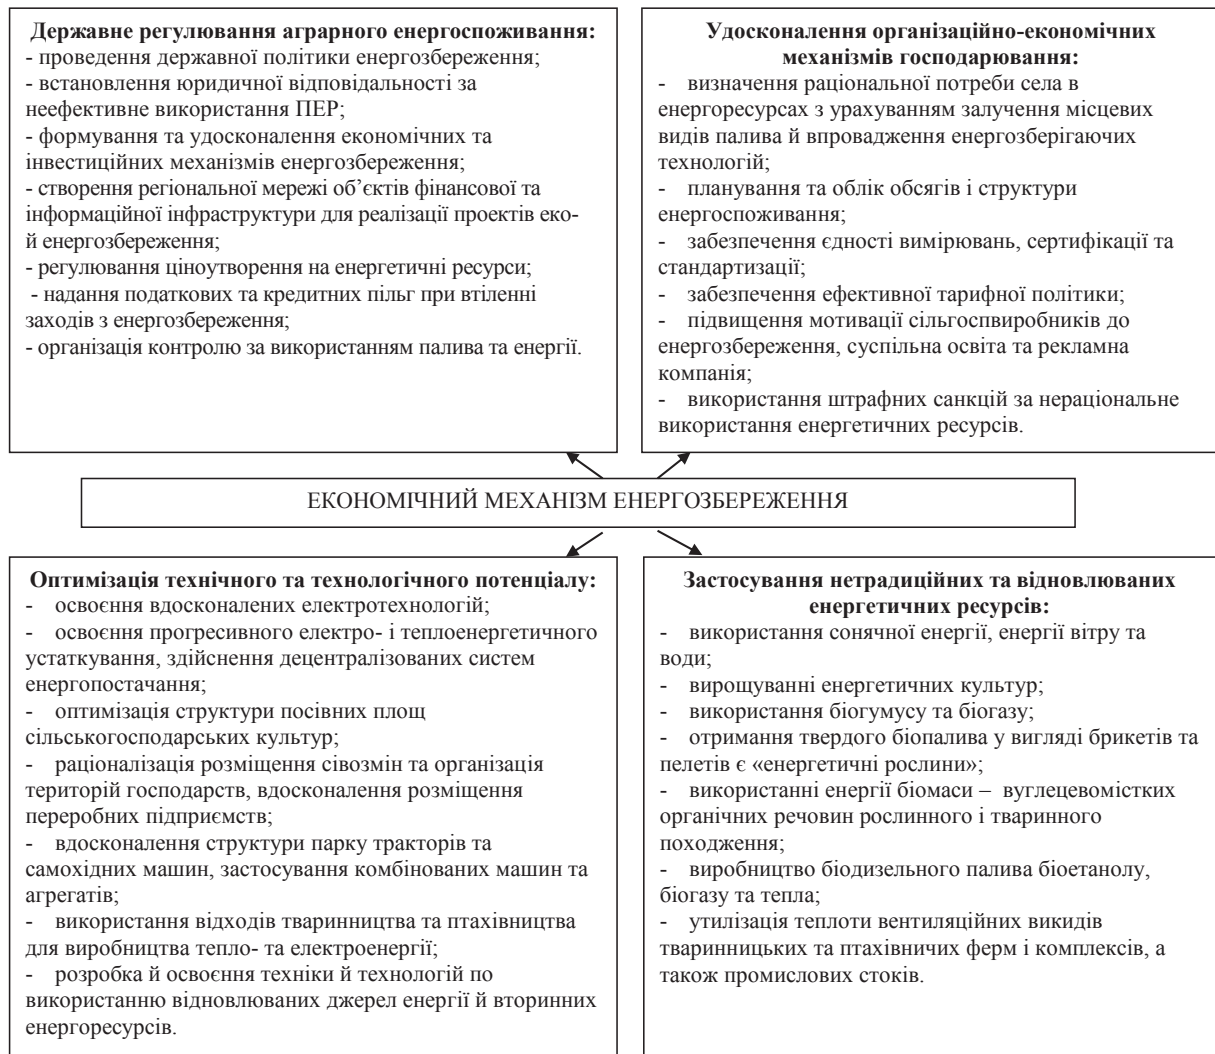 Державне регулювання аграрного енергоспоживання:
- проведення державної політики енергозбереження;
- встановлення юридичної відповідальності за
неефективне використання ПЕР;
- формування та удосконалення економічних та
інвестиційних механізмів енергозбереження;
- створення регіональної мережі об’єктів фінансової та
інформаційної інфраструктури для реалізації проектів еко-
й енергозбереження;
- регулювання ціноутворення на енергетичні ресурси;
- надання податкових та кредитних пільг при втіленні
заходів з енергозбереження;
- організація контролю за використанням палива та енергії.
Удосконалення організаційно-економічних
механізмів господарювання:
- визначення раціональної потреби села в
енергоресурсах з урахуванням залучення місцевих
видів палива й впровадження енергозберігаючих
технологій;
- планування та облік обсягів і структури
енергоспоживання;
- забезпечення єдності вимірювань, сертифікації та
стандартизації;
- забезпечення ефективної тарифної політики;
- підвищення мотивації сільгоспвиробників до
енергозбереження, суспільна освіта та рекламна
компанія;
- використання штрафних санкцій за нераціональне
використання енергетичних ресурсів.
ЕКОНОМІЧНИЙ МЕХАНІЗМ ЕНЕРГОЗБЕРЕЖЕННЯ
Оптимізація технічного та технологічного потенціалу:
- освоєння вдосконалених електротехнологій;
- освоєння прогресивного електро- і теплоенергетичного
устаткування, здійснення децентралізованих систем
енергопостачання;
- оптимізація структури посівних площ
сільськогосподарських культур;
- раціоналізація розміщення сівозмін та організація
територій господарств, вдосконалення розміщення
переробних підприємств;
- вдосконалення структури парку тракторів та
самохідних машин, застосування комбінованих машин та
агрегатів;
- використання відходів тваринництва та птахівництва
для виробництва тепло- та електроенергії;
- розробка й освоєння техніки й технологій по
використанню відновлюваних джерел енергії й вторинних
енергоресурсів.
Застосування нетрадиційних та відновлюваних
енергетичних ресурсів:
- використання сонячної енергії, енергії вітру та
води;
- вирощуванні енергетичних культур;
- використання біогумусу та біогазу;
- отримання твердого біопалива у вигляді брикетів та
пелетів є «енергетичні рослини»;
- використанні енергії біомаси – вуглецевомістких
органічних речовин рослинного і тваринного
походження;
- виробництво біодизельного палива біоетанолу,
біогазу та тепла;
- утилізація теплоти вентиляційних викидів
тваринницьких та птахівничих ферм і комплексів, а
також промислових стоків.